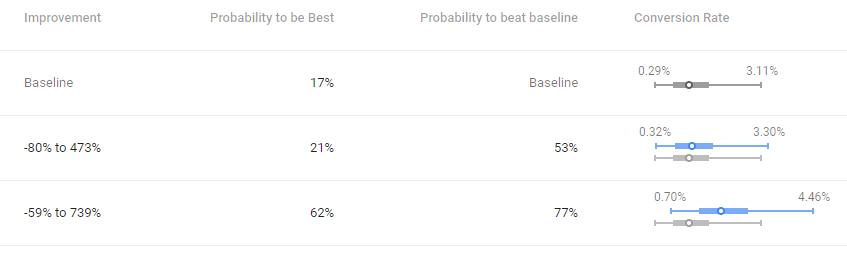 Improvement Probability to be Best Probability to beat baseline Conversion Rate
0.29% 3.11%
Baseline 17% Baseline
0.32% 3.30%
-80% to 473% 21% 53%
0.70% 4.46%
-59% to 739% 62% 77%